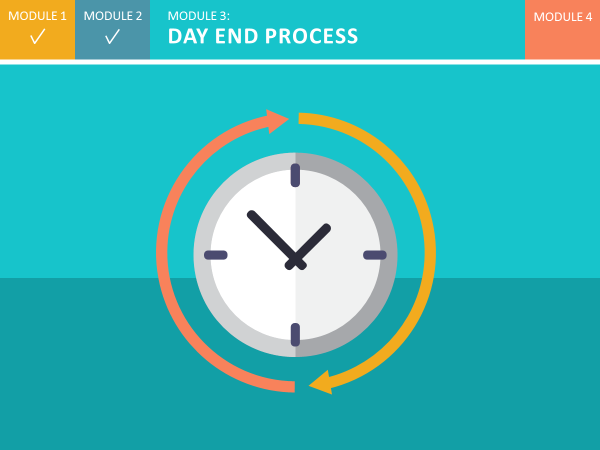 MODULE 1
MODULE 2
MODULE 3:
DAY END PROCESS
MODULE 4